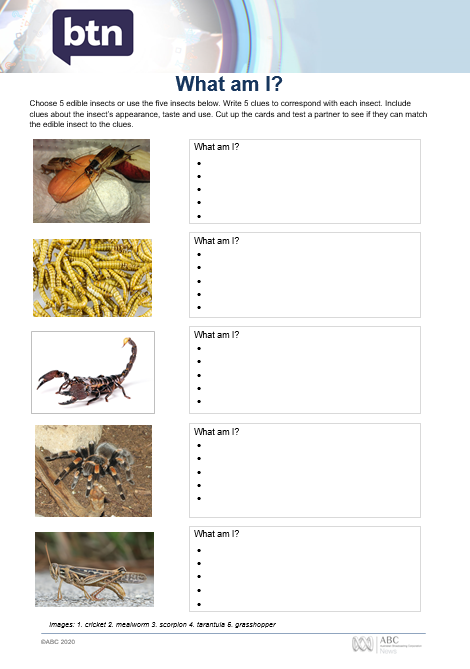 btn
What am I?
Choose 5 edible insects or use the five insects below. Write 5 clues to correspond with each insect. Include
clues about the insect's appearance, taste and use. Cut up the cards and test a partner to see if they can match
the edible insect to the clues.
What am I?
What am I?
What am I?
What am I?
What am I?
Images: 1. cricket 2. mealworm 3. scorpion 4. tarantula 5. grasshopper
©ABC 2020
ABC
News